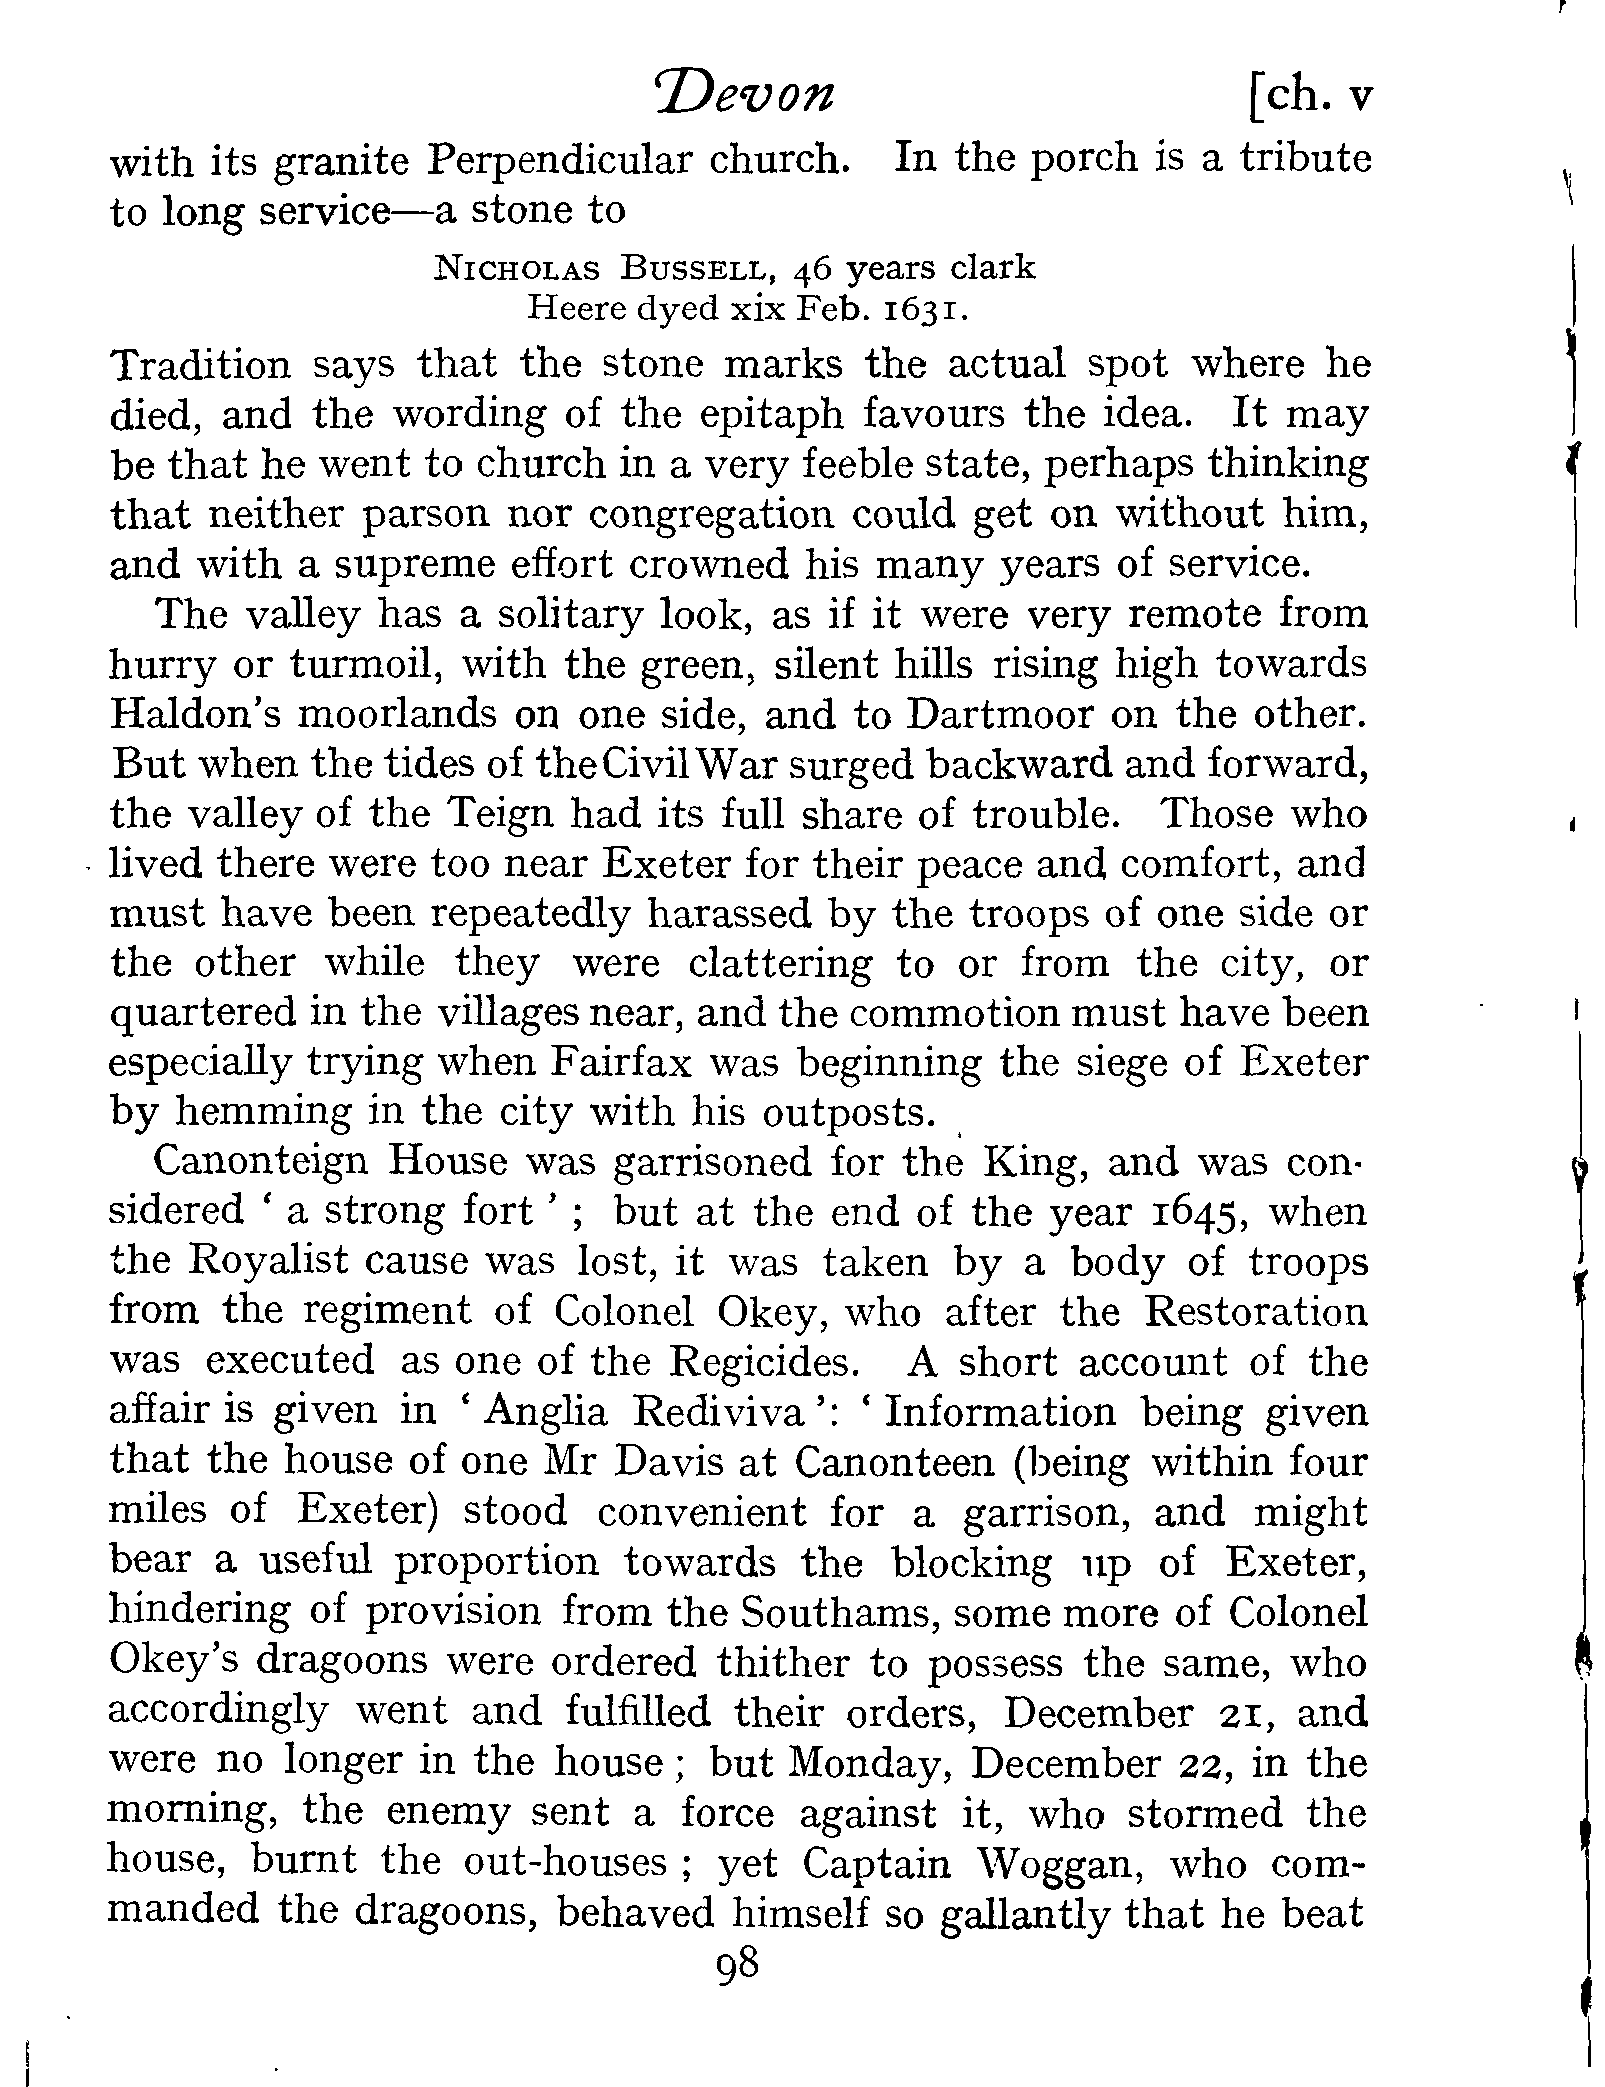 Devon [ch. v
with its granite Perpendicular church. In the porch is a tribute
to long service—a stone to
Nicholas Bussell, 46 years clark
Heere dyed xix Feb. 1631.
Tradition says that the stone marks the actual spot where he
died, and the wording of the epitaph favours the idea. It may
be that he went to church in a very feeble state, perhaps thinking
that neither parson nor congregation could get on without him,
and with a supreme effort crowned his many years of service.
The valley has a solitary look, as if it were very remote from
hurry or turmoil, with the green, silent hills rising high towards
Haldon's moorlands on one side, and to Dartmoor on the other.
But when the tides of the Civil War surged backward and forward,
the valley of the Teign had its full share of trouble. Those who
lived there were too near Exeter for their peace and comfort, and
must have been repeatedly harassed by the troops of one side or
the other while they were clattering to or from the city, or
quartered in the villages near, and the commotion must have been
especially trying when Fairfax was beginning the siege of Exeter
by hemming in the city with his outposts.
Canonteign House was garrisoned for the King, and was con-
sidered ‘ a strong fort ’ ; but at the end of the year 1645, when
the Royalist cause was lost, it was taken by a body of troops
from the regiment of Colonel Okey, who after the Restoration
was executed as one of the Regicides. A short account of the
affair is given in ‘ Anglia Rediviva ’: ‘ Information being given
that the house of one Mr Davis at Canonteen (being within four
miles of Exeter) stood convenient for a garrison, and might
bear a useful proportion towards the blocking up of Exeter,
hindering of provision from the Southams, some more of Colonel
Okey's dragoons were ordered thither to possess the same, who
accordingly went and fulfilled their orders, December 21, and
were no longer in the house ; but Monday, December 22, in the
morning, the enemy sent a force against it, who stormed the
house, burnt the out-houses ; yet Captain Woggan, who com-
manded the dragoons, behaved himself so gallantly that he beat
98